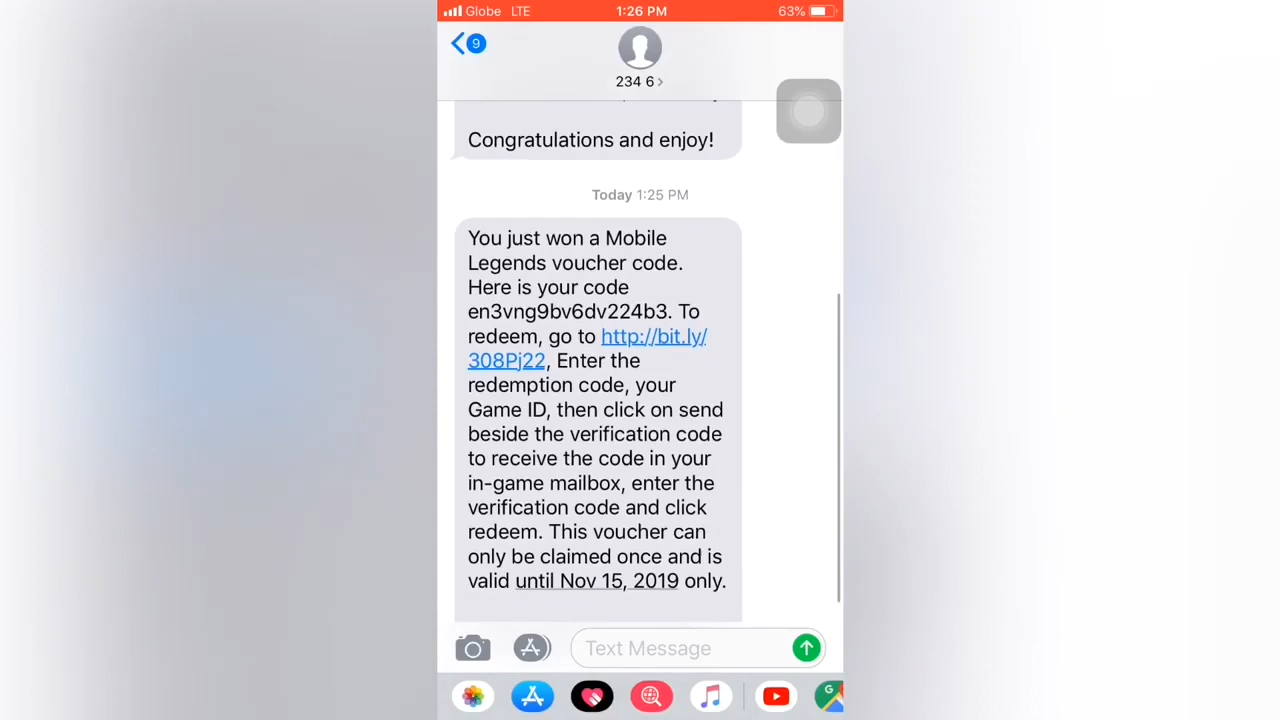 Globe LTE 1:26 PM 63%
9
234 6
Congratulations and enjoy!
Today 1:25 PM
You just won a Mobile
Legends voucher code.
Here is your code
en3vng9bv6dv224b3. To
redeem, go to http://bit.ly/
308Pj22, Enter the
redemption code, your
Game ID, then click on send
beside the verification code
to receive the code in your
in-game mailbox, enter the
verification code and click
redeem. This voucher can
only be claimed once and is
valid until Nov 15, 2019 only.
Text Message
G